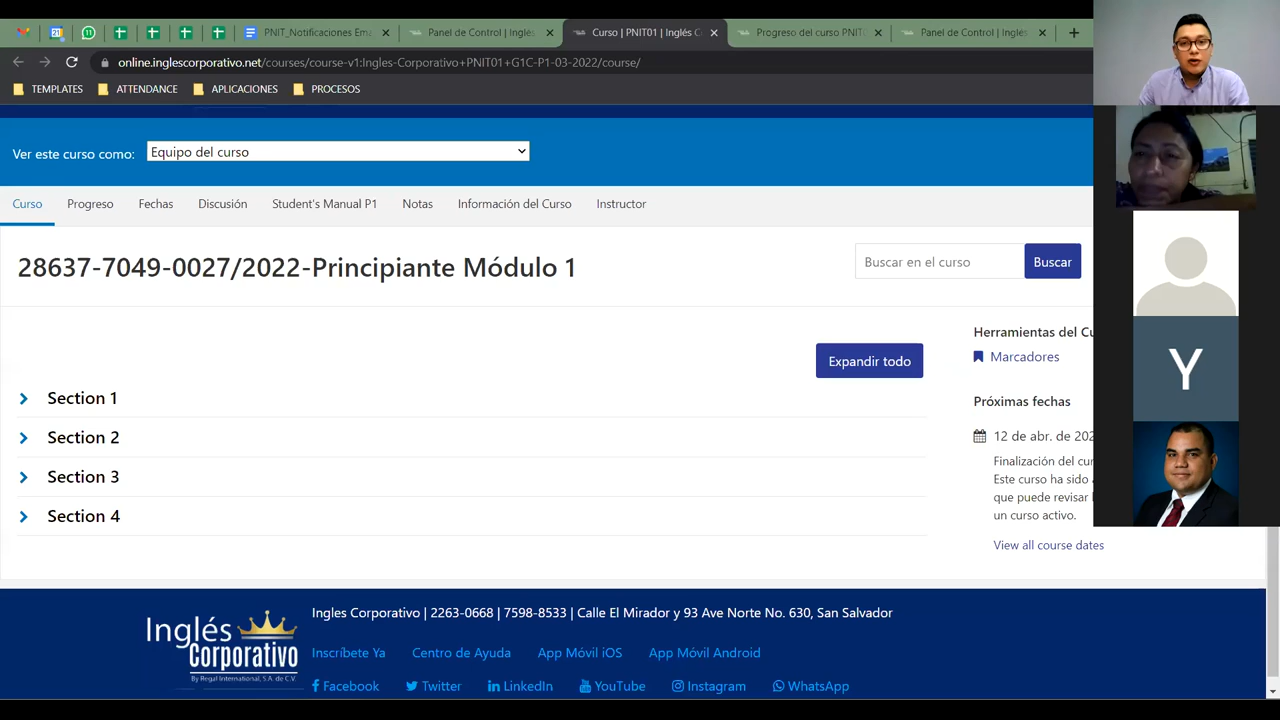 PNIT_Notificaciones Ema
Panel de Control | Inglés
Curso | PNIT01 | Inglés C
Progreso del curso PNIT
Panel de Control | Inglés
online.inglescorporativo.net/courses/course-v1:Ingles-Corporativo+PNIT01+G1C-P1-03-2022/course/
TEMPLATES
ATTENDANCE
APLICACIONES
PROCESOS
Ver este curso como:
Equipo del curso
Curso
Progreso
Fechas
Discusión
Student's Manual P1
Notas
Información del Curso
Instructor
28637-7049-0027/2022-Principiante Módulo 1
Buscar en el curso
Buscar
Expandir todo
Section 1
Section 2
Section 3
Section 4
Herramientas del Cu
Marcadores
Próximas fechas
12 de abr. de 202
Finalización del cur
Este curso ha sido
que puede revisar
un curso activo.
View all course dates
Y
Inglés
Corporativo
By Regal International, S.A. de C.V.
Ingles Corporativo | 2263-0668 | 7598-8533 | Calle El Mirador y 93 Ave Norte No. 630, San Salvador
Inscríbete Ya
Centro de Ayuda
App Móvil iOS
App Móvil Android
Facebook
Twitter
LinkedIn
YouTube
Instagram
WhatsApp